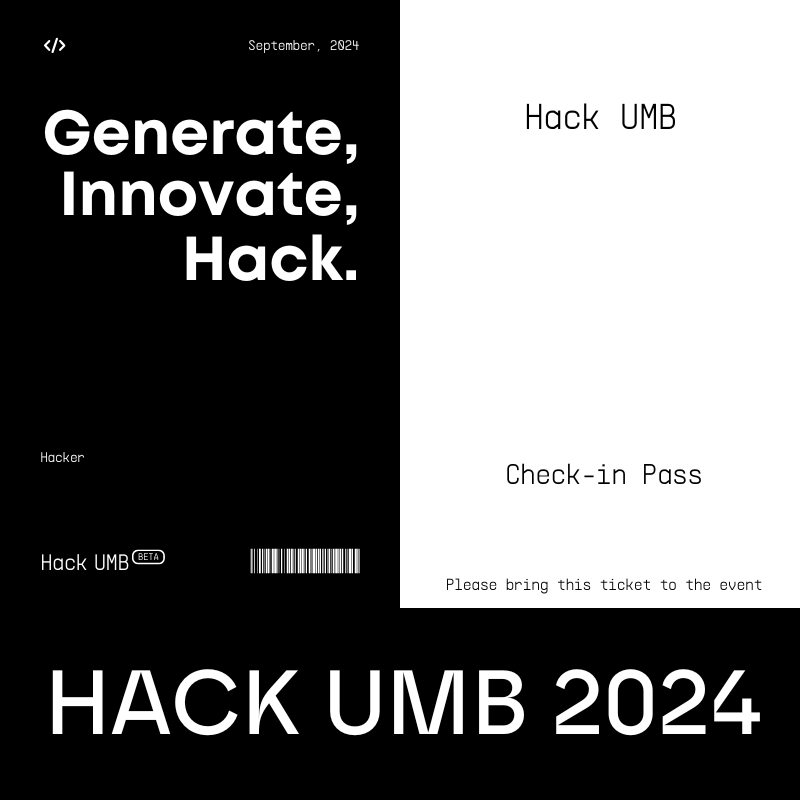 </>
September, 2024
Generate,
Innovate,
Hack.
Hacker
Hack UMB BETA
Hack UMB
Check-in Pass
Please bring this ticket to the event
HACK UMB 2024